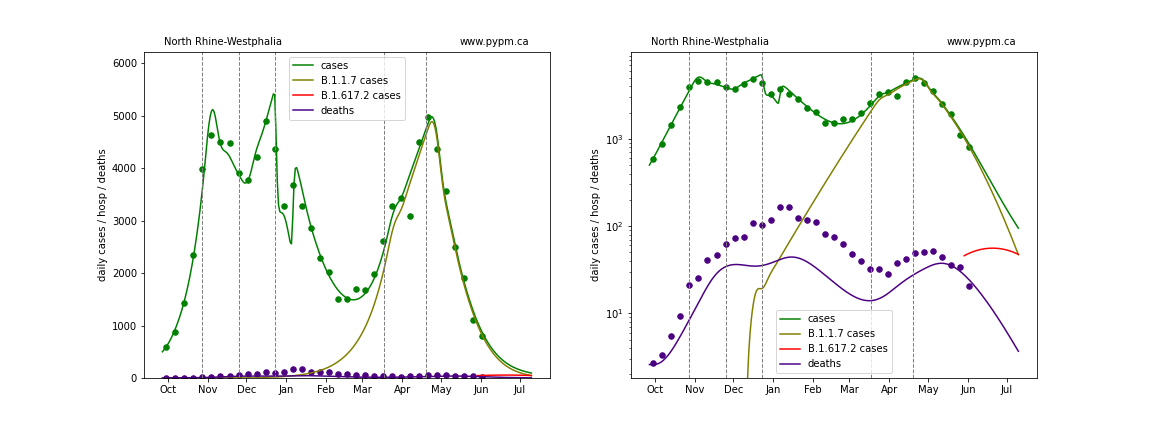 North Rhine-Westphalia www.pypm.ca
daily cases / hosp / deaths
6000
5000
4000
3000
2000
1000
0
cases
B.1.1.7 cases
B.1.617.2 cases
deaths
Oct Nov Dec Jan Feb Mar Apr May Jun Jul
North Rhine-Westphalia www.pypm.ca
daily cases / hosp / deaths
10³
10²
10¹
cases
B.1.1.7 cases
B.1.617.2 cases
deaths
Oct Nov Dec Jan Feb Mar Apr May Jun Jul